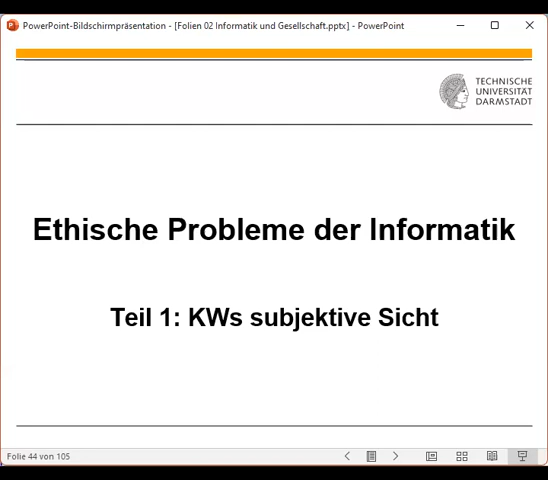 PowerPoint-Bildschirmpräsentation - [Folien 02 Informatik und Gesellschaft.pptx] - PowerPoint
TECHNISCHE
UNIVERSITÄT
DARMSTADT
Ethische Probleme der Informatik
Teil 1: KWs subjektive Sicht
Folie 44 von 105